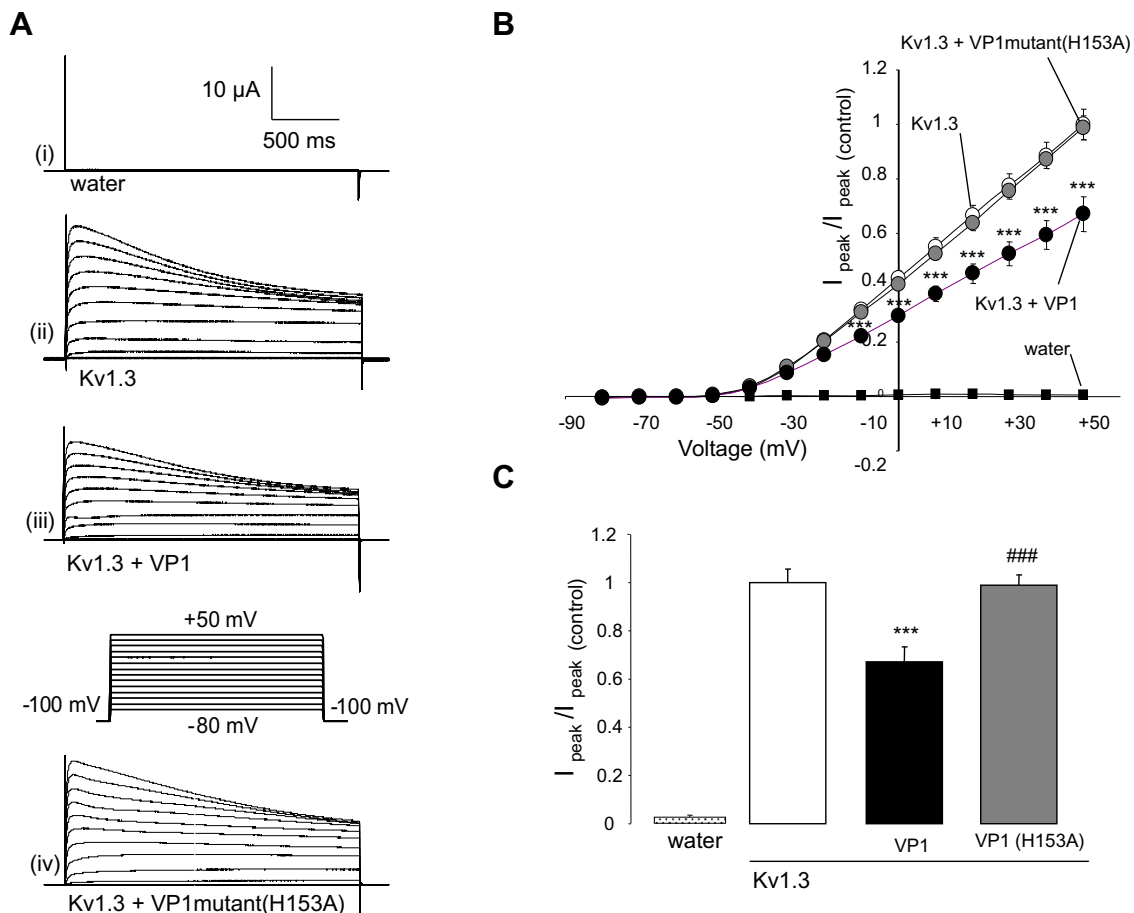 A
10 µA
500 ms
(i)
water
(ii)
Kv1.3
(iii)
Kv1.3 + VP1
+50 mV
-100 mV
-100 mV
-80 mV
(iv)
Kv1.3 + VP1mutant(H153A)
B
Kv1.3 + VP1mutant(H153A)
Kv1.3
I peak /I peak (control)
1.2
1
0.8
0.6
0.4
0.2
0
-0.2
***
***
***
***
***
***
***
Kv1.3 + VP1
water
-90
-70
-50
-30
-10
+10
+30
+50
Voltage (mV)
C
I peak /I peak (control)
1.2
1
0.8
0.6
0.4
0.2
0
***
###
water
VP1
VP1 (H153A)
Kv1.3